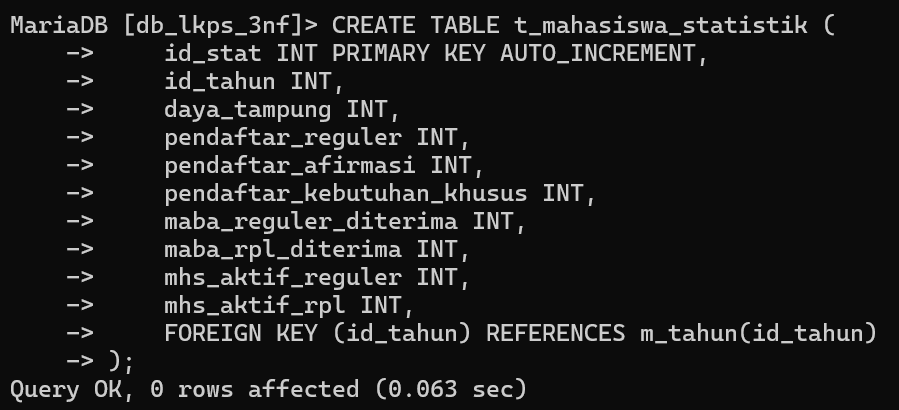 MariaDB [db_lkps_3nf]> CREATE TABLE t_mahasiswa_statistik (
    ->     id_stat INT PRIMARY KEY AUTO_INCREMENT,
    ->     id_tahun INT,
    ->     daya_tampung INT,
    ->     pendaftar_reguler INT,
    ->     pendaftar_afirmasi INT,
    ->     pendaftar_kebutuhan_khusus INT,
    ->     maba_reguler_diterima INT,
    ->     maba_rpl_diterima INT,
    ->     mhs_aktif_reguler INT,
    ->     mhs_aktif_rpl INT,
    ->     FOREIGN KEY (id_tahun) REFERENCES m_tahun(id_tahun)
    -> );
Query OK, 0 rows affected (0.063 sec)